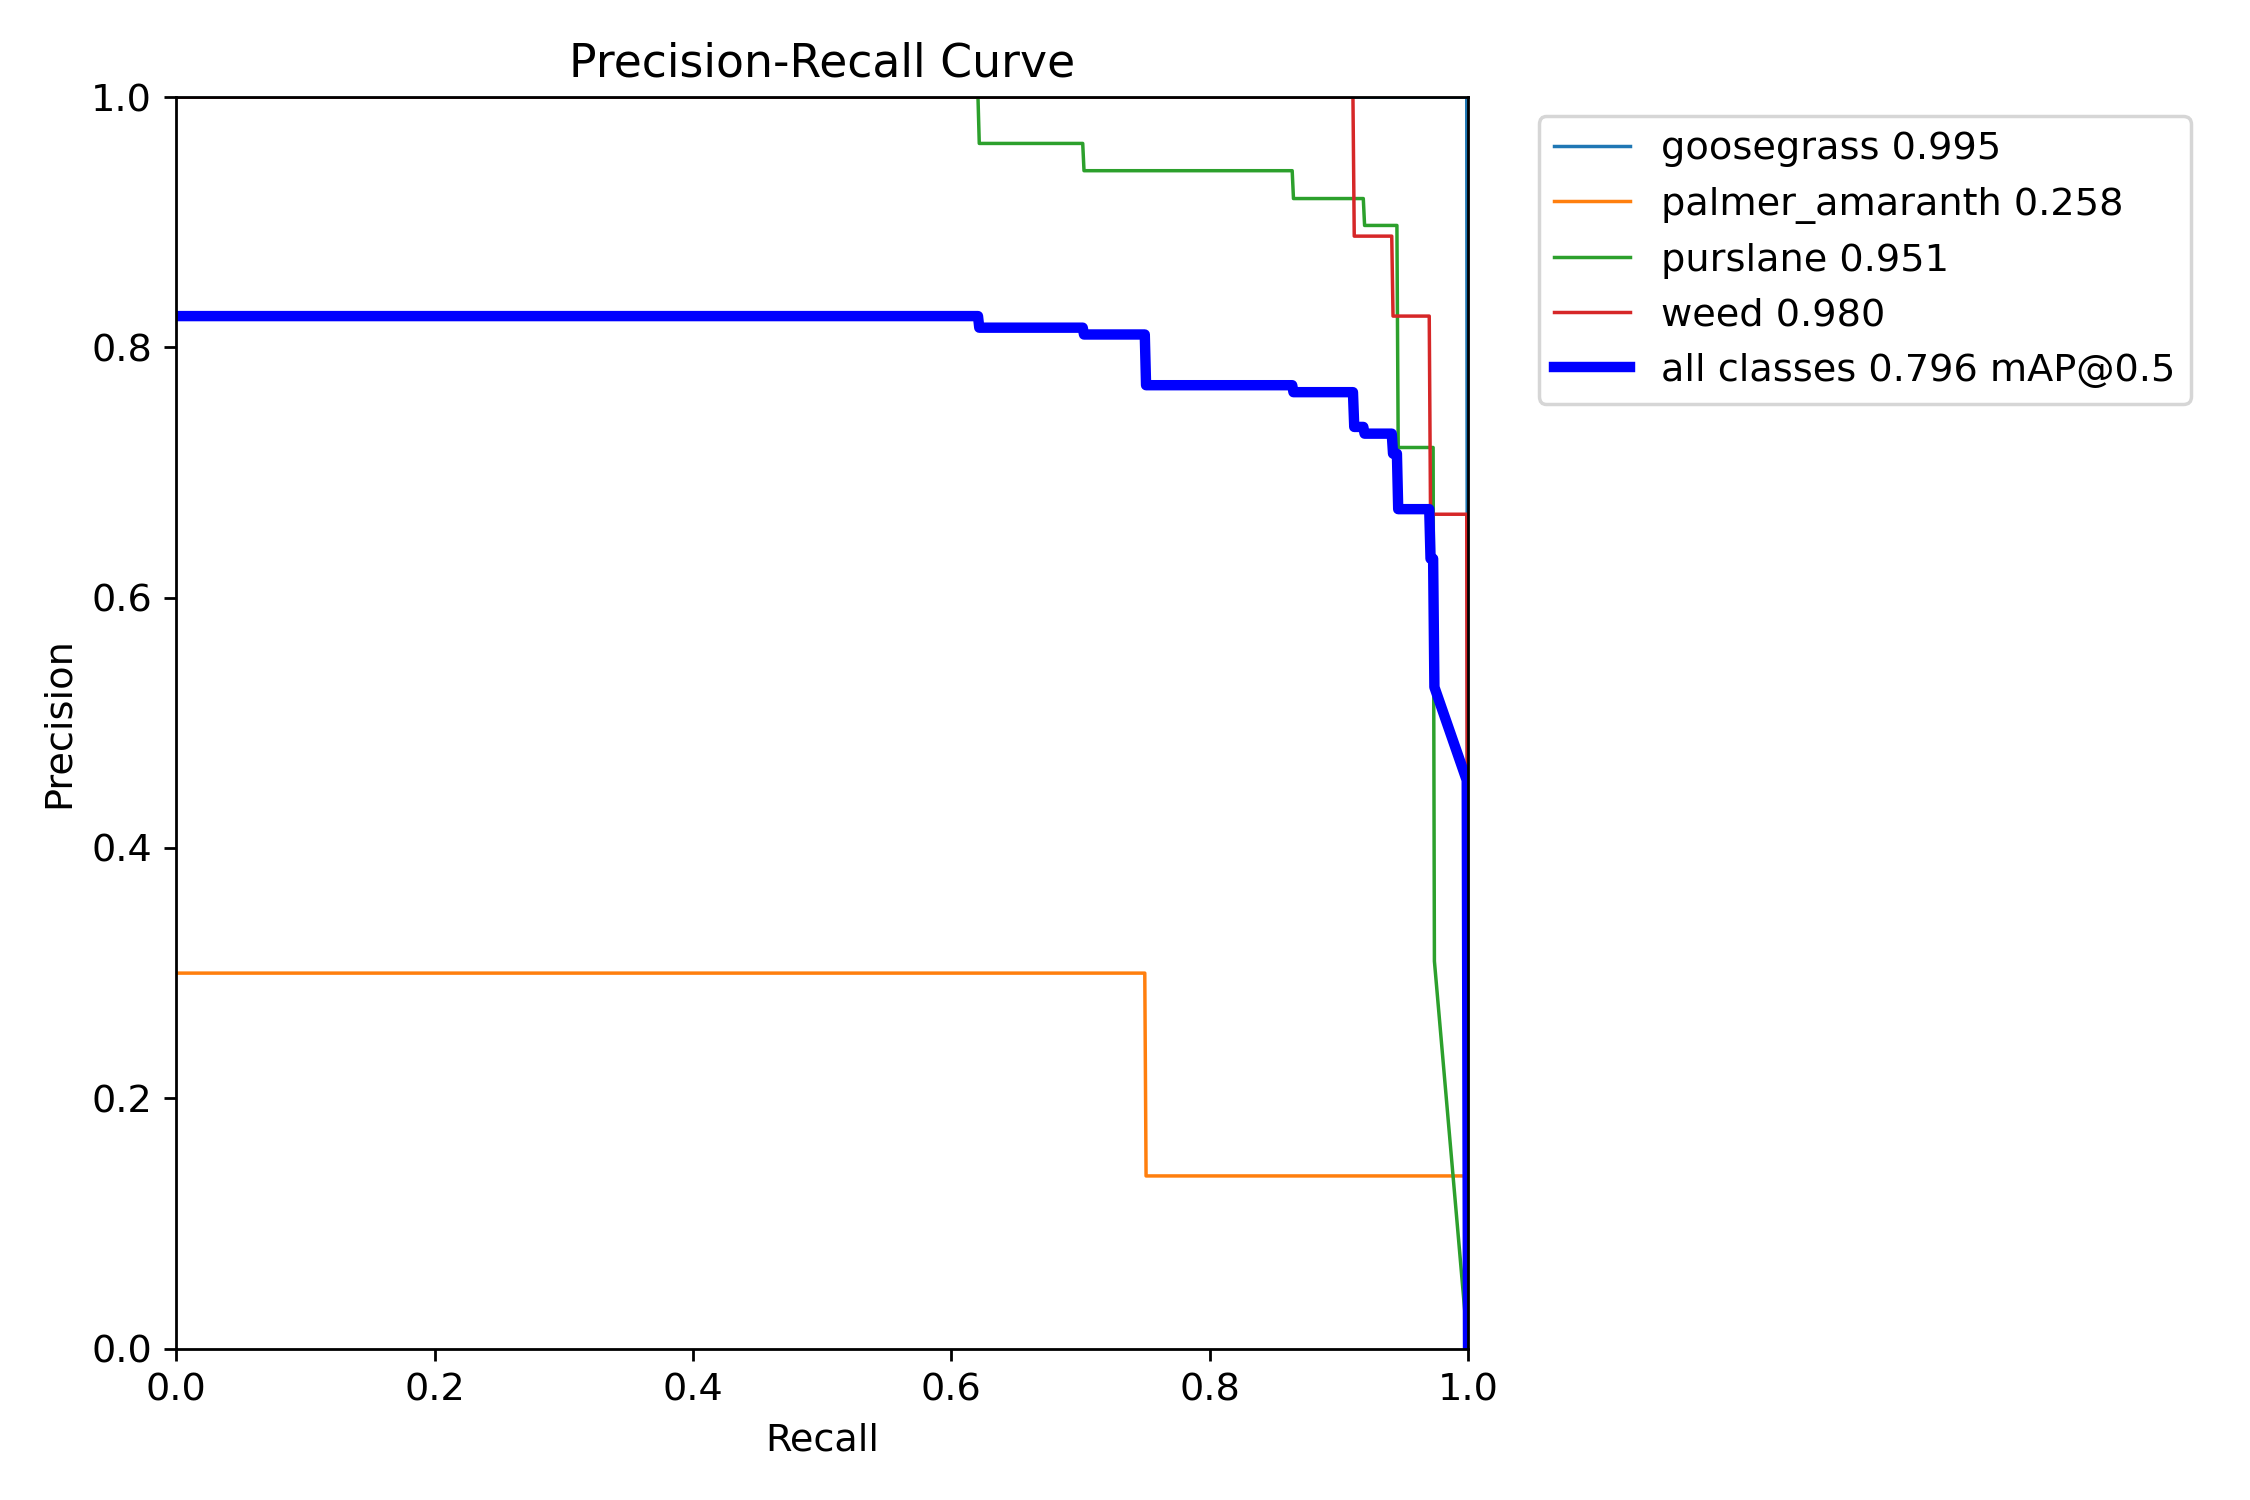 Precision-Recall Curve
1.0
0.8
0.6
0.4
0.2
0.0
Precision
0.0 0.2 0.4 0.6 0.8 1.0
Recall
goosegrass 0.995
palmer_amaranth 0.258
purslane 0.951
weed 0.980
all classes 0.796 mAP@0.5